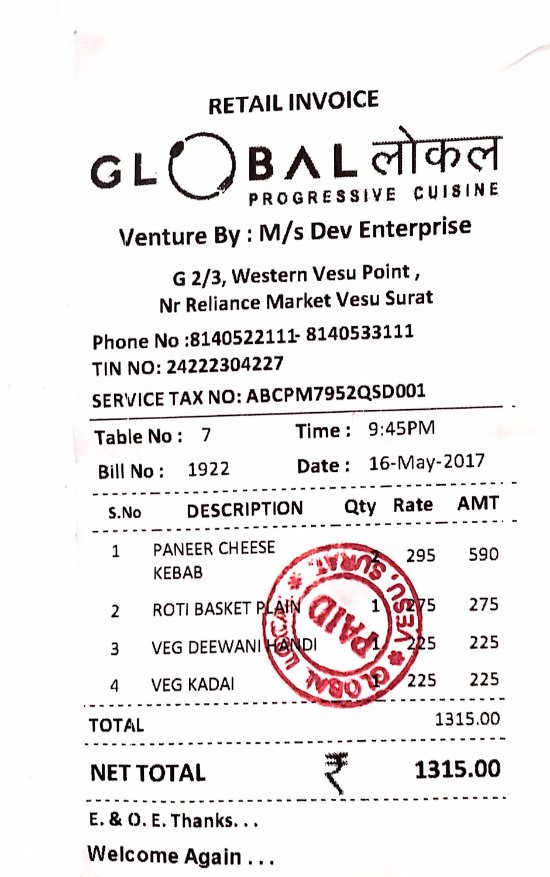 RETAIL INVOICE
GLOBAL लोकल
PROGRESSIVE CUISINE
Venture By : M/s Dev Enterprise
G 2/3, Western Vesu Point ,
Nr Reliance Market Vesu Surat
Phone No :8140522111- 8140533111
TIN NO: 24222304227
SERVICE TAX NO: ABCPM7952QSD001
Table No : 7 Time : 9:45PM
Bill No : 1922 Date : 16-May-2017
S.No DESCRIPTION Qty Rate AMT
1 PANEER CHEESE KEBAB 2 295 590
2 ROTI BASKET PLAIN 1 275 275
3 VEG DEEWANI HANDI 1 225 225
4 VEG KADAI 1 225 225
GLOBAL LOCAL * VESU, SURAT. *
PAID
TOTAL 1315.00
NET TOTAL ₹ 1315.00
E. & O. E. Thanks. . .
Welcome Again . . .